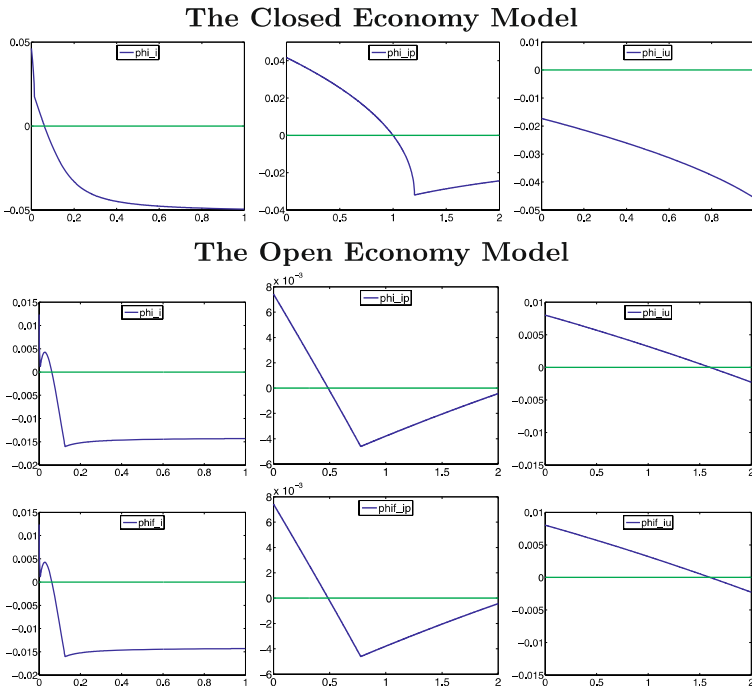 The Closed Economy Model
phi_i
0.05
0
−0.05
0 0.2 0.4 0.6 0.8 1
phi_ip
0.04
0.02
0
−0.02
−0.04
0 0.5 1 1.5 2
phi_iu
0.01
0
−0.01
−0.02
−0.03
−0.04
−0.05
0 0.2 0.4 0.6 0.8
The Open Economy Model
phi_i
0.015
0.01
0.005
0
−0.005
−0.01
−0.015
−0.02
0 0.2 0.4 0.6 0.8 1
x 10⁻³
phi_ip
8
6
4
2
0
−2
−4
−6
0 0.5 1 1.5 2
phi_iu
0.01
0.005
0
−0.005
−0.01
−0.015
0 0.5 1 1.5 2
phif_i
0.015
0.01
0.005
0
−0.005
−0.01
−0.015
−0.02
0 0.2 0.4 0.6 0.8 1
x 10⁻³
phif_ip
8
6
4
2
0
−2
−4
−6
0 0.5 1 1.5 2
phif_iu
0.01
0.005
0
−0.005
−0.01
−0.015
0 0.5 1 1.5 2